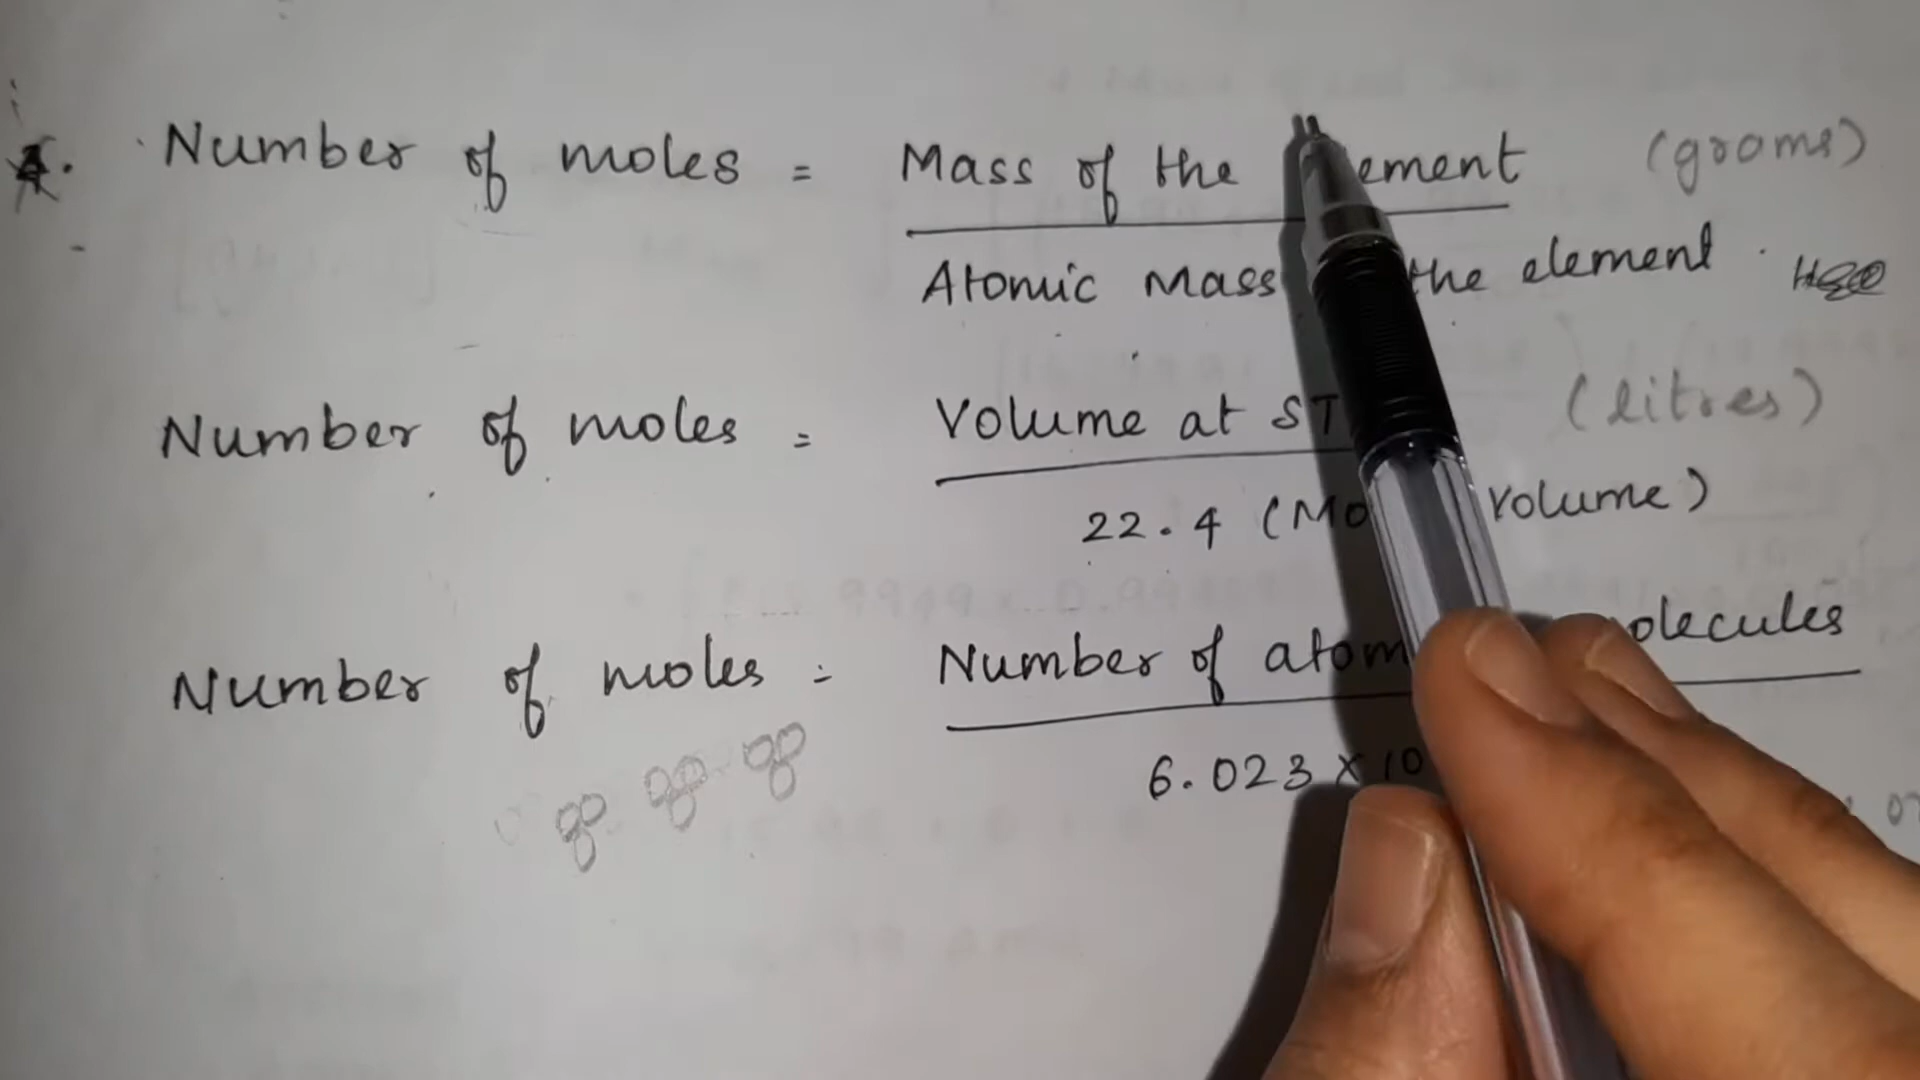 Number of moles = Mass of the ement (grams)
Atomic Mass the element.
Number of moles = Volume at ST (litres)
22.4 (Mo volume)
Number of moles = Number of atom olecules
6.023 x 10